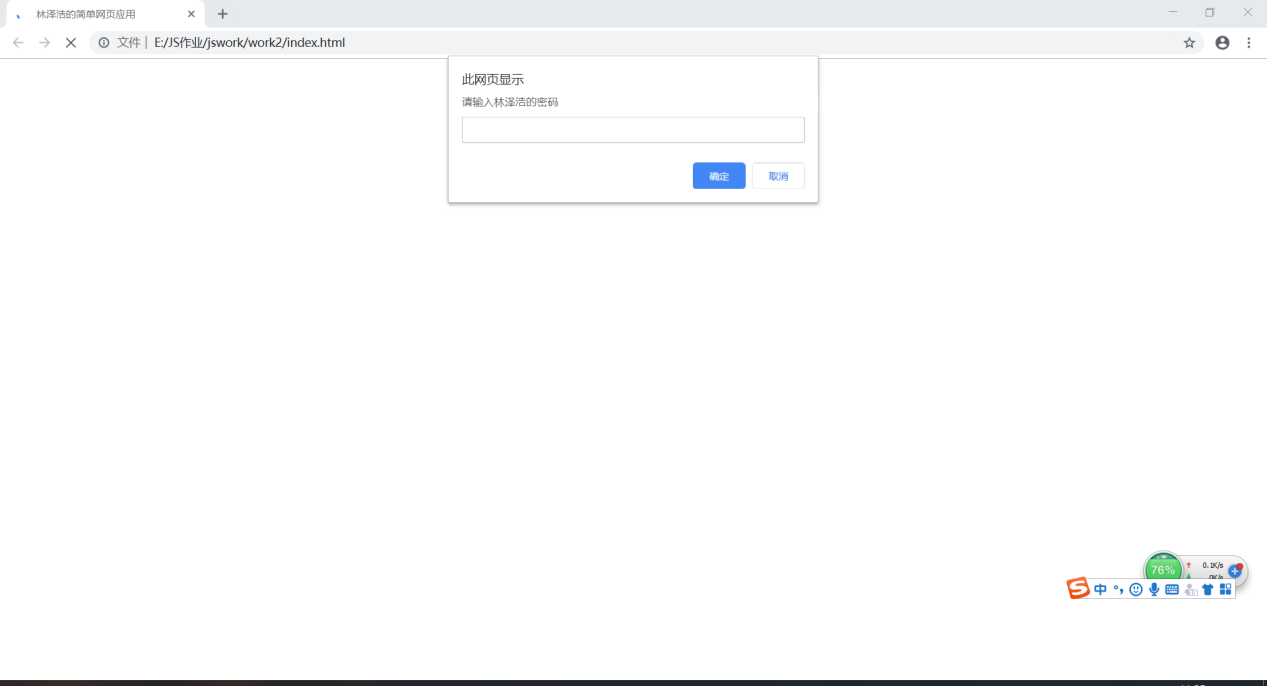 林泽浩的简单网页应用
文件 E:/JS作业/jswork/work2/index.html
此网页显示
请输入林泽浩的密码
确定 取消
76% 0.1K/s
0K/s
中